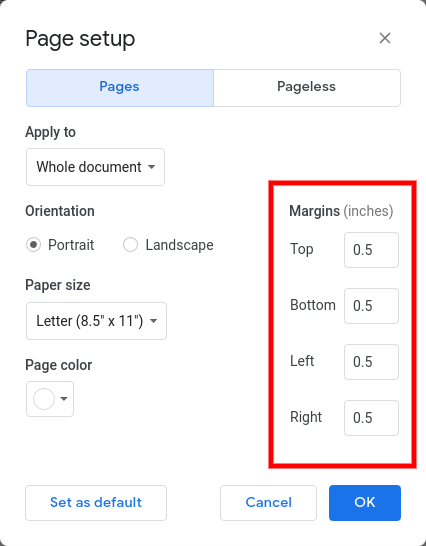 Page setup
Pages
Pageless
Apply to
Whole document
Orientation
Portrait
Landscape
Paper size
Letter (8.5" x 11")
Page color
Margins (inches)
Top 0.5
Bottom 0.5
Left 0.5
Right 0.5
Set as default
Cancel
OK